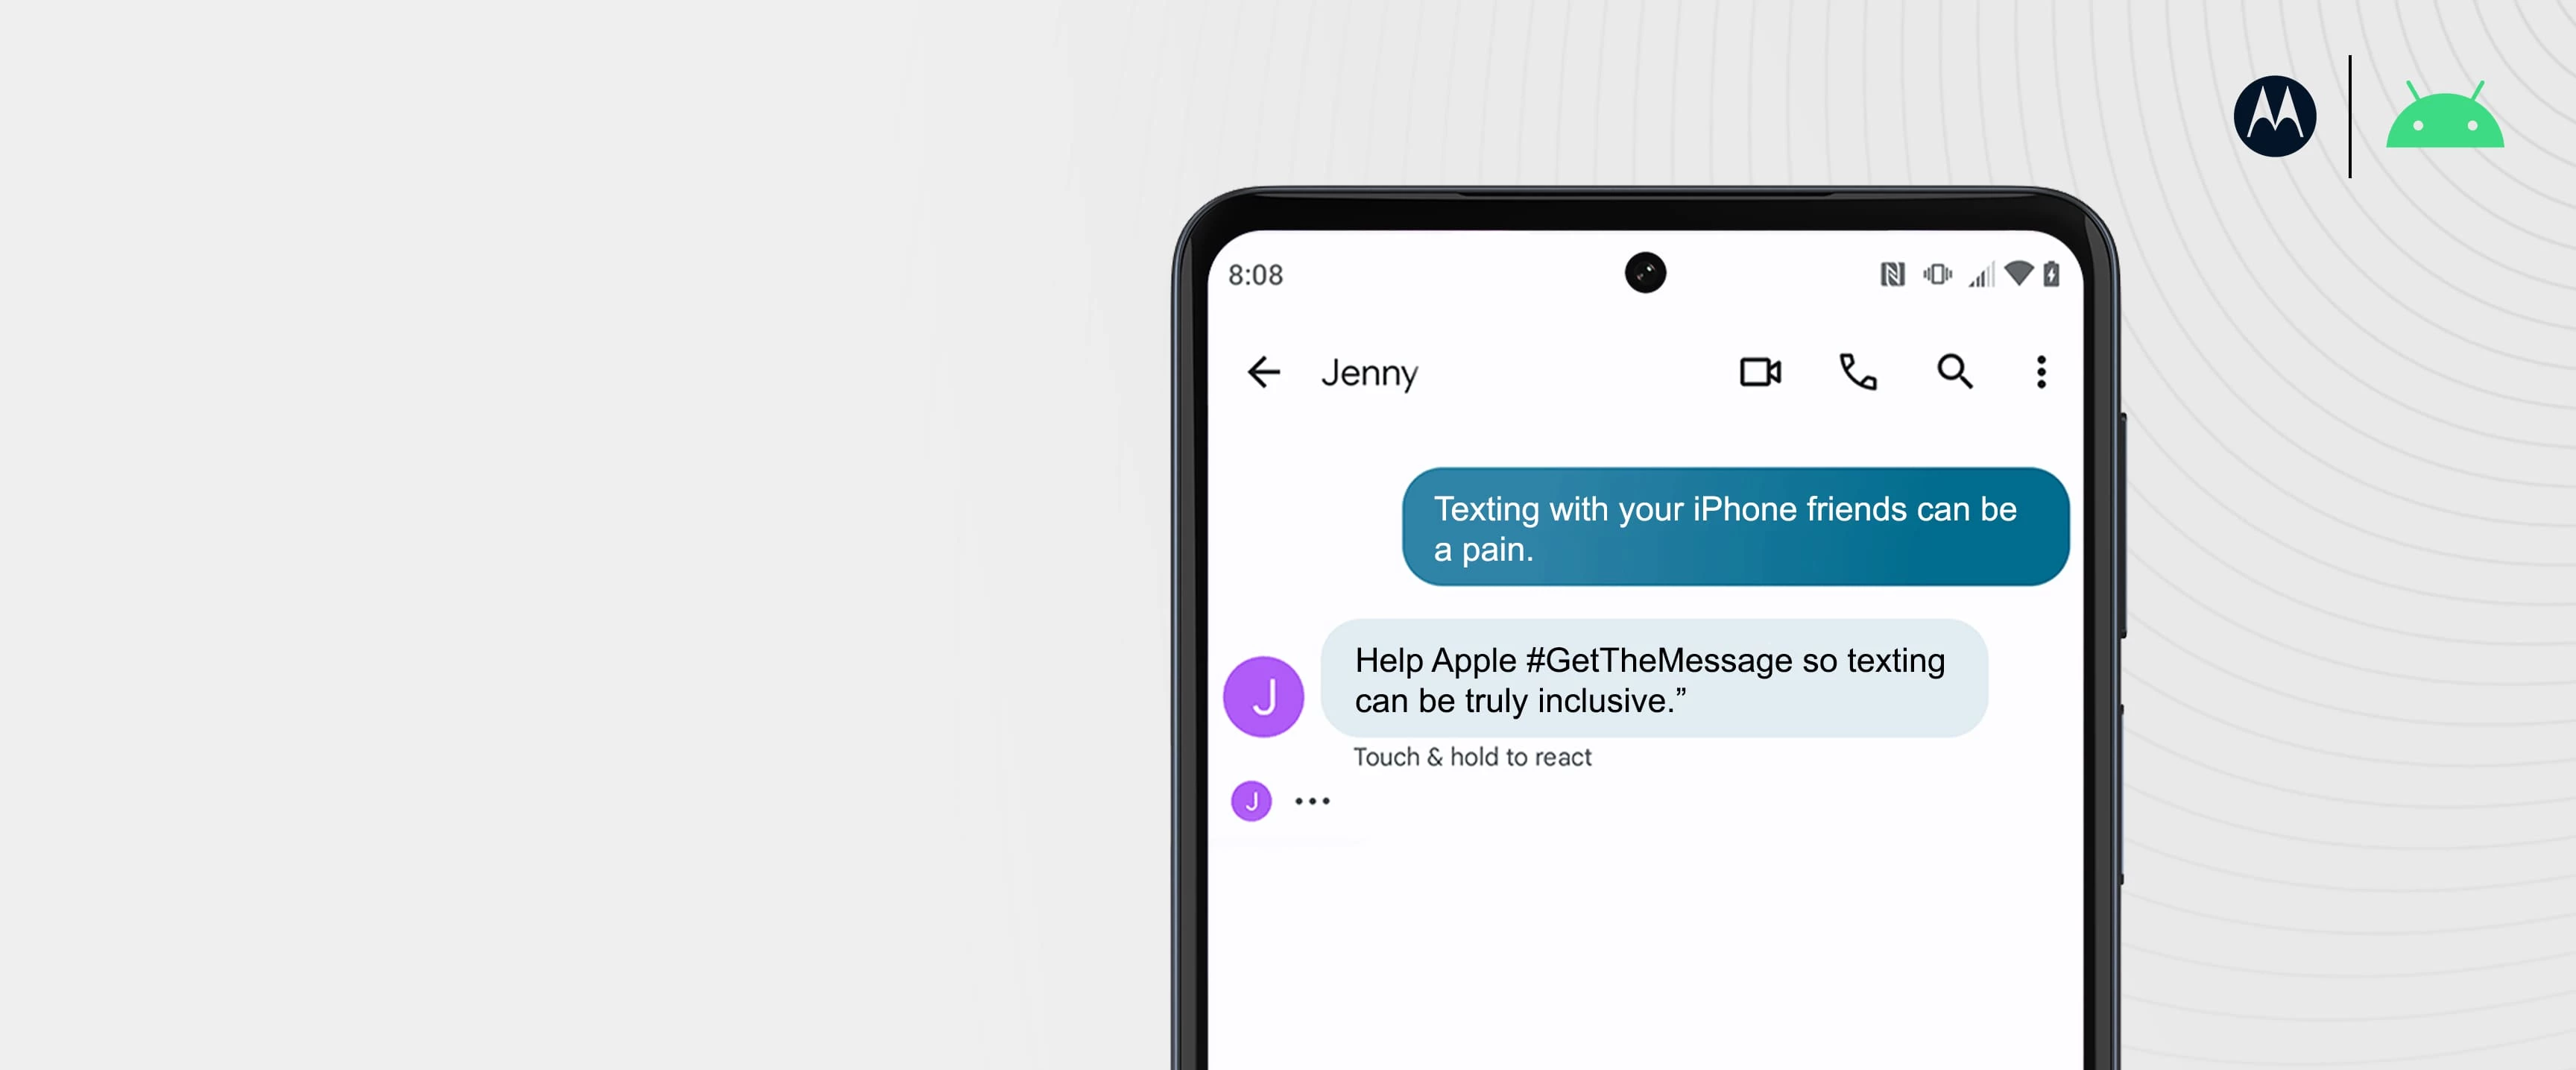 8:08
Jenny
Texting with your iPhone friends can be
a pain.
J
Help Apple #GetTheMessage so texting
can be truly inclusive.”
Touch & hold to react
J